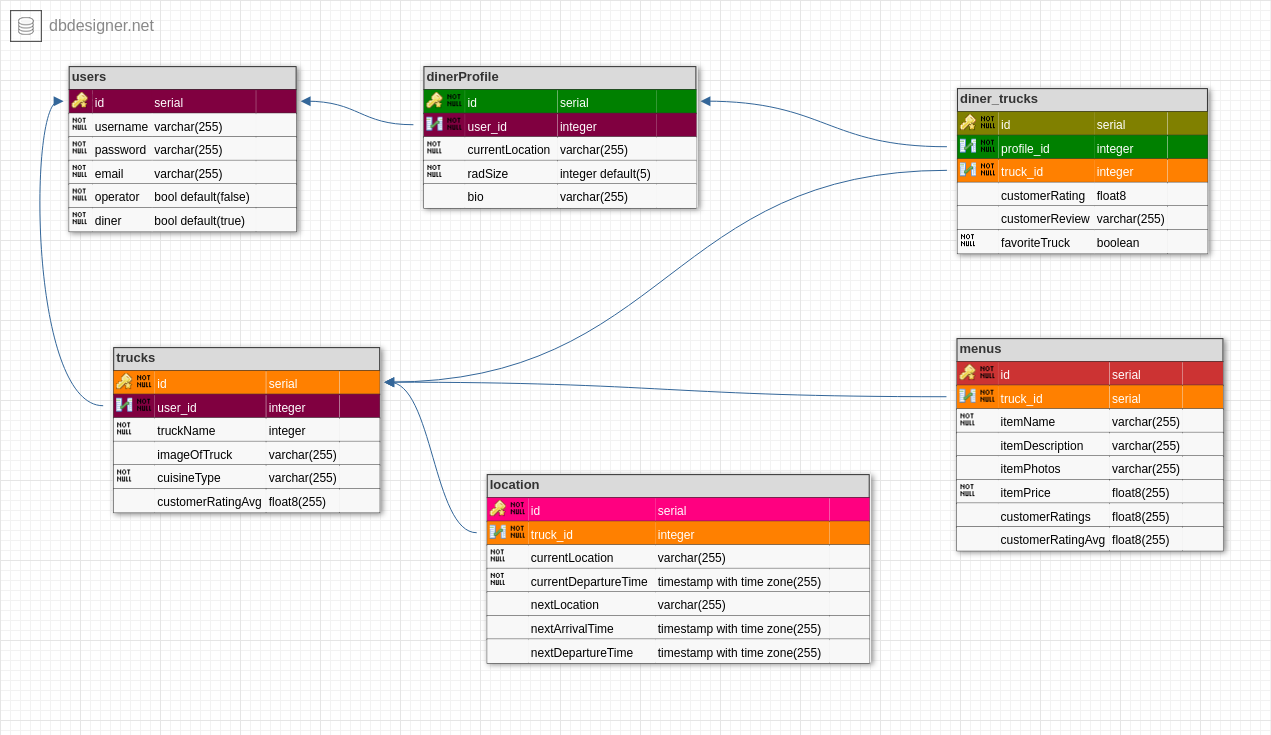 dbdesigner.net
users
id serial
NOT NULL username varchar(255)
NOT NULL password varchar(255)
NOT NULL email varchar(255)
NOT NULL operator bool default(false)
NOT NULL diner bool default(true)
dinerProfile
NOT NULL id serial
NOT NULL user_id integer
NOT NULL currentLocation varchar(255)
NOT NULL radSize integer default(5)
bio varchar(255)
diner_trucks
NOT NULL id serial
NOT NULL profile_id integer
NOT NULL truck_id integer
customerRating float8
customerReview varchar(255)
NOT NULL favoriteTruck boolean
trucks
NOT NULL id serial
NOT NULL user_id integer
NOT NULL truckName integer
imageOfTruck varchar(255)
NOT NULL cuisineType varchar(255)
customerRatingAvg float8(255)
menus
NOT NULL id serial
NOT NULL truck_id serial
NOT NULL itemName varchar(255)
itemDescription varchar(255)
itemPhotos varchar(255)
NOT NULL itemPrice float8(255)
customerRatings float8(255)
customerRatingAvg float8(255)
location
NOT NULL id serial
NOT NULL truck_id integer
NOT NULL currentLocation varchar(255)
NOT NULL currentDepartureTime timestamp with time zone(255)
nextLocation varchar(255)
nextArrivalTime timestamp with time zone(255)
nextDepartureTime timestamp with time zone(255)